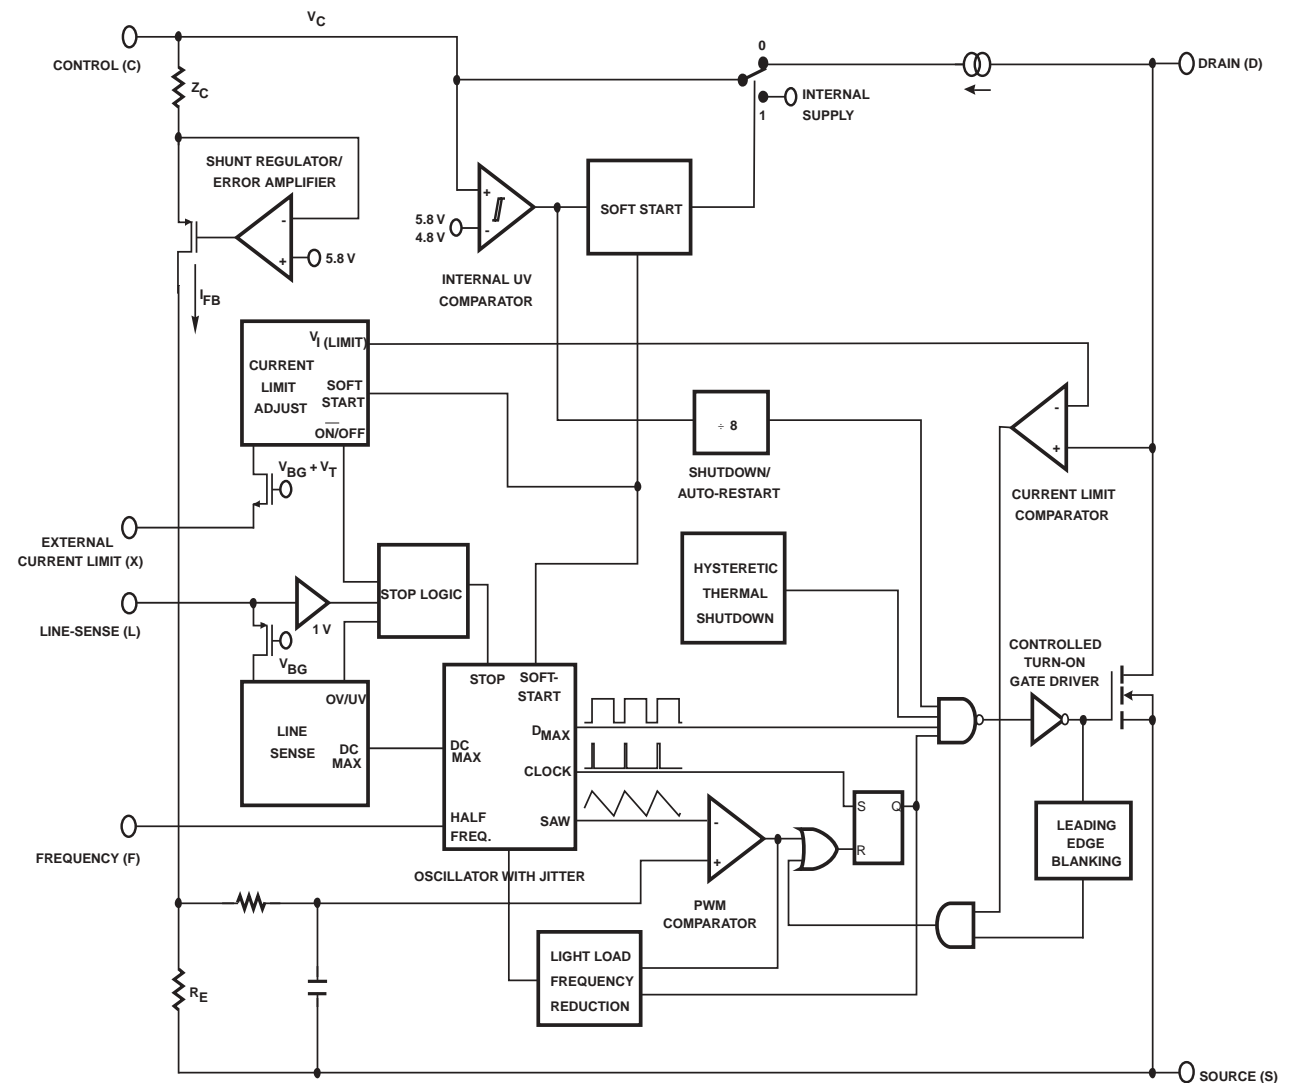 V_C
0
CONTROL (C)
DRAIN (D)
Z_C
INTERNAL
SUPPLY
1
SHUNT REGULATOR/
ERROR AMPLIFIER
-
+
5.8 V
+
-
5.8 V
4.8 V
SOFT START
INTERNAL UV
COMPARATOR
I_FB
V_I (LIMIT)
CURRENT
LIMIT
ADJUST
SOFT
START
O̅N̅/OFF
÷ 8
SHUTDOWN/
AUTO-RESTART
-
+
CURRENT LIMIT
COMPARATOR
V_BG + V_T
EXTERNAL
CURRENT LIMIT (X)
HYSTERETIC
THERMAL
SHUTDOWN
STOP LOGIC
LINE-SENSE (L)
1 V
V_BG
CONTROLLED
TURN-ON
GATE DRIVER
OV/UV
LINE
SENSE
DC
MAX
STOP
SOFT-
START
D_MAX
DC
MAX
CLOCK
HALF
FREQ.
SAW
-
+
S
Q
R
LEADING
EDGE
BLANKING
FREQUENCY (F)
OSCILLATOR WITH JITTER
PWM
COMPARATOR
LIGHT LOAD
FREQUENCY
REDUCTION
R_E
SOURCE (S)